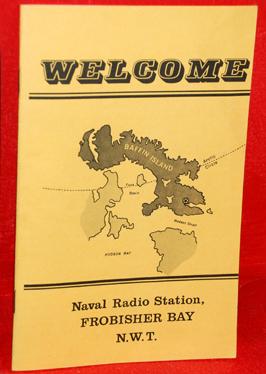 WELCOME
BAFFIN ISLAND
Arctic
Circle
Foxe
Basin
Hudson Strait
HUDSON BAY
Naval Radio Station,
FROBISHER BAY
N.W.T.